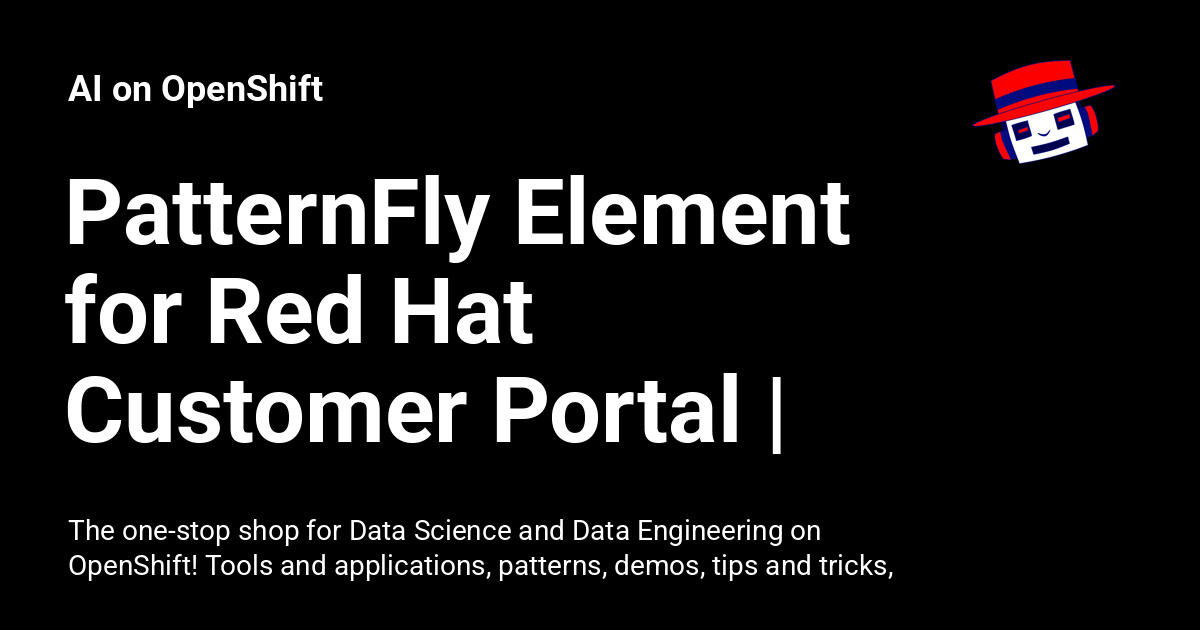 AI on OpenShift
PatternFly Element
for Red Hat
Customer Portal |
The one-stop shop for Data Science and Data Engineering on
OpenShift! Tools and applications, patterns, demos, tips and tricks,